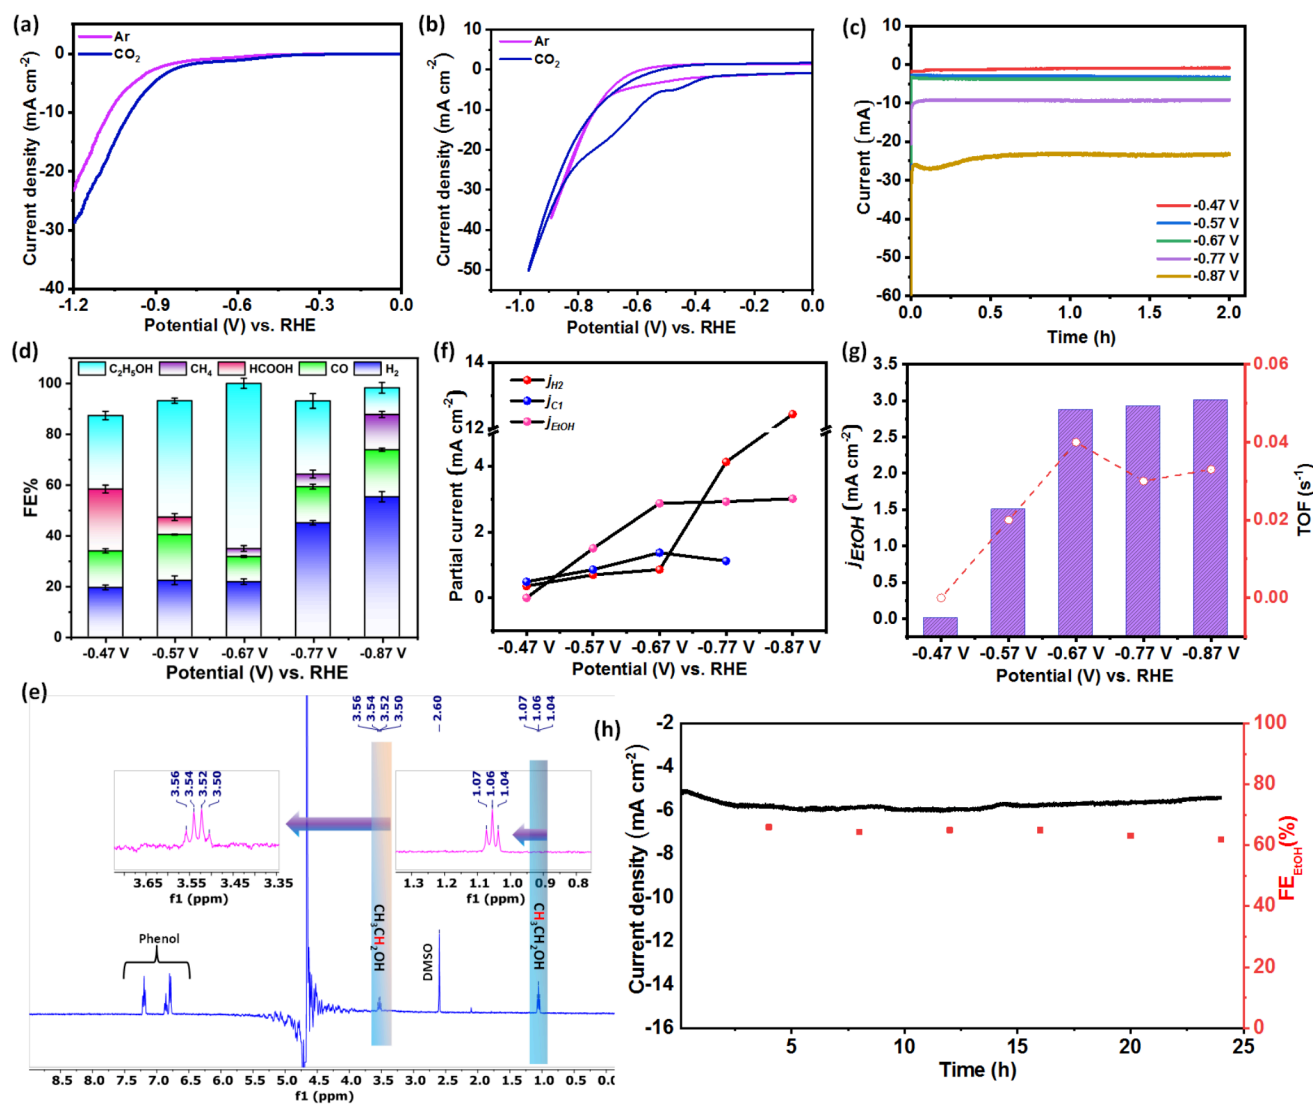 (a)
Ar
CO2
Current density (mA cm-2)
0
-10
-20
-30
-40
-1.2
-0.9
-0.6
-0.3
0.0
Potential (V) vs. RHE
(b)
Ar
CO2
Current density (mA cm-2)
10
0
-10
-20
-30
-40
-50
-1.0
-0.8
-0.6
-0.4
-0.2
0.0
Potential (V) vs. RHE
(c)
Current (mA)
10
0
-10
-20
-30
-40
-50
-60
-0.47 V
-0.57 V
-0.67 V
-0.77 V
-0.87 V
0.0
0.5
1.0
1.5
2.0
Time (h)
(d)
C2H5OH
CH4
HCOOH
CO
H2
FE%
100
80
60
40
20
0
-0.47 V
-0.57 V
-0.67 V
-0.77 V
-0.87 V
Potential (V) vs. RHE
(f)
jH2
jC1
jEtOH
Partial current (mA cm-2)
14
12
4
2
0
-0.47 V
-0.57 V
-0.67 V
-0.77 V
-0.87 V
Potential (V) vs. RHE
(g)
jEtOH (mA cm-2)
3.5
3.0
2.5
2.0
1.5
1.0
0.5
0.0
0.06
0.04
0.02
0.00
TOF (s-1)
-0.47 V
-0.57 V
-0.67 V
-0.77 V
-0.87 V
Potential (V) vs. RHE
(e)
3.56
3.54
3.52
3.50
2.60
1.07
1.06
1.04
3.56
3.54
3.52
3.50
3.65
3.55
3.45
3.35
f1 (ppm)
1.07
1.06
1.04
1.3
1.2
1.1
1.0
0.9
0.8
f1 (ppm)
Phenol
CH3CH2OH
DMSO
CH3CH2OH
8.5
8.0
7.5
7.0
6.5
6.0
5.5
5.0
4.5
4.0
3.5
3.0
2.5
2.0
1.5
1.0
0.5
0.0
f1 (ppm)
(h)
Current density (mA cm-2)
-2
-4
-6
-8
-10
-12
-14
-16
100
80
60
40
20
0
FEEtOH(%)
5
10
15
20
25
Time (h)